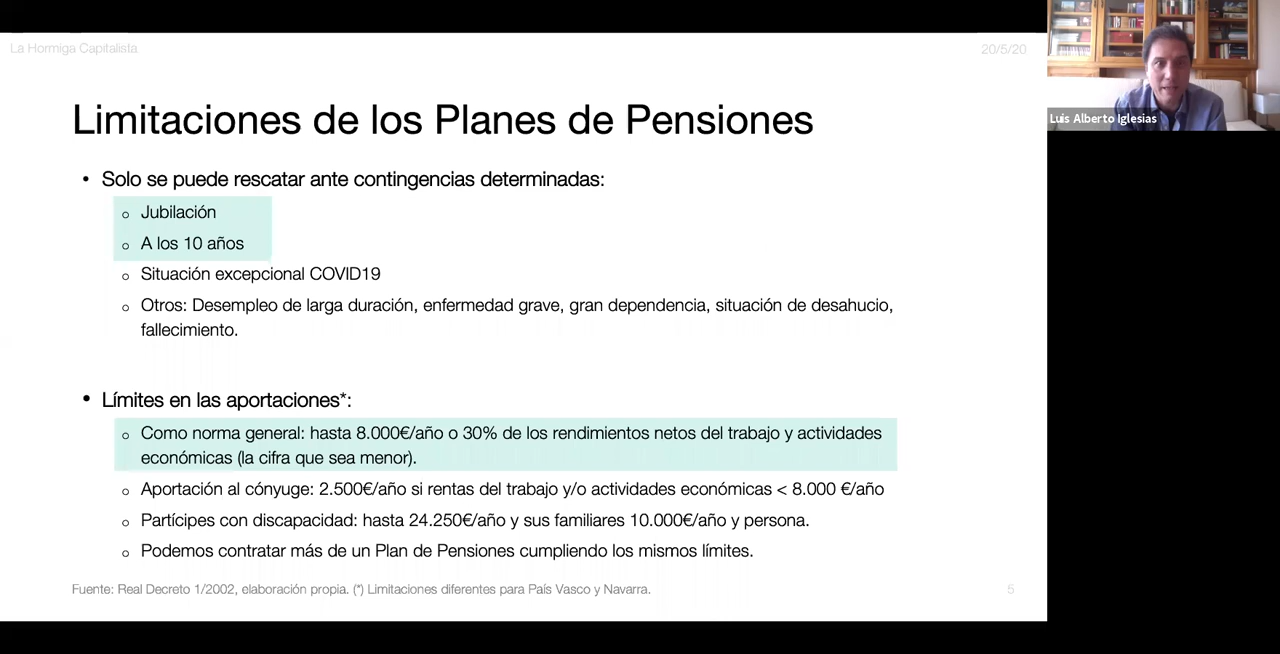 La Hormiga Capitalista
20/5/20
Luis Alberto Iglesias
Limitaciones de los Planes de Pensiones
• Solo se puede rescatar ante contingencias determinadas:
o Jubilación
o A los 10 años
o Situación excepcional COVID19
o Otros: Desempleo de larga duración, enfermedad grave, gran dependencia, situación de desahucio,
fallecimiento.
• Límites en las aportaciones*:
o Como norma general: hasta 8.000€/año o 30% de los rendimientos netos del trabajo y actividades
económicas (la cifra que sea menor).
o Aportación al cónyuge: 2.500€/año si rentas del trabajo y/o actividades económicas < 8.000 €/año
o Partícipes con discapacidad: hasta 24.250€/año y sus familiares 10.000€/año y persona.
o Podemos contratar más de un Plan de Pensiones cumpliendo los mismos límites.
Fuente: Real Decreto 1/2002, elaboración propia. (*) Limitaciones diferentes para País Vasco y Navarra.
5